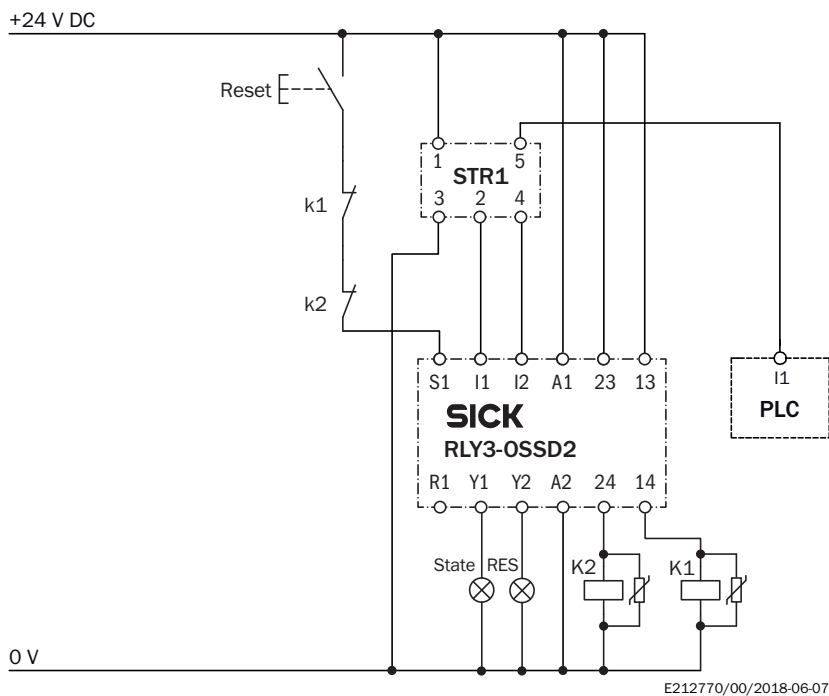 +24 V DC
Reset
1 5
STR1
3 2 4
k1
k2
S1 I1 I2 A1 23 13
I1
PLC
SICK
RLY3-OSSD2
R1 Y1 Y2 A2 24 14
State RES K2 K1
0 V
E212770/00/2018-06-07